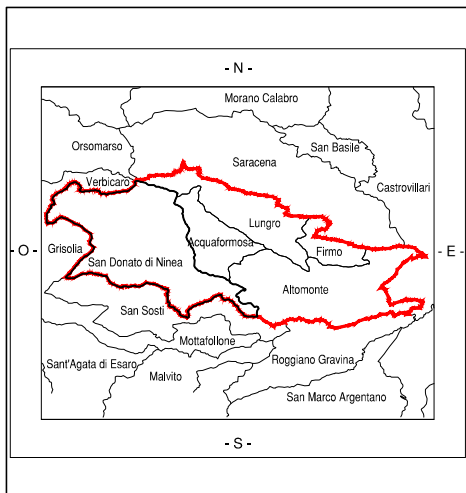 - N -
Morano Calabro
Orsomarso
San Basile
Saracena
Verbicaro
Castrovillari
Lungro
Acquaformosa
- O -
Grisolia
Firmo
- E -
San Donato di Ninea
Altomonte
San Sosti
Mottafollone
Sant'Agata di Esaro
Roggiano Gravina
Malvito
San Marco Argentano
- S -